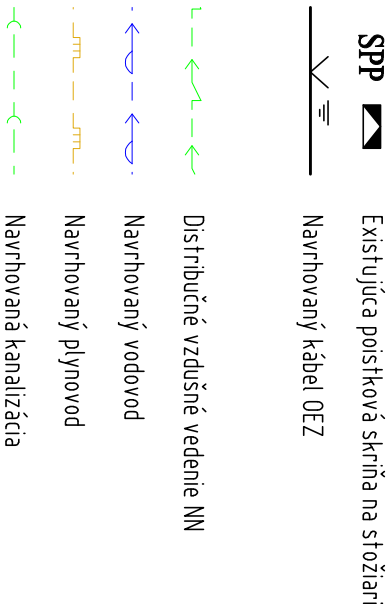 SPP Existujúca poistková skriňa na stožiari
Navrhovaný kábel OEZ
Distribučné vzdušné vedenie NN
Navrhovaný vodovod
Navrhovaný plynovod
Navrhovaná kanalizácia